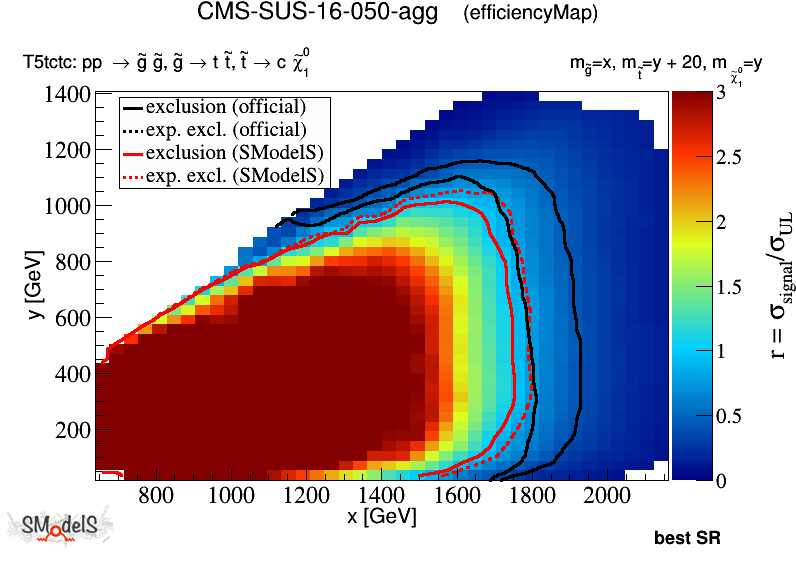 CMS-SUS-16-050-agg (efficiencyMap)
T5tctc: pp → g̃ g̃, g̃ → t t̃, t̃ → c χ̃₁⁰ m_g̃=x, m_t̃=y + 20, m_χ̃₁⁰=y
exclusion (official)
exp. excl. (official)
exclusion (SModelS)
exp. excl. (SModelS)
1400
1200
1000
800
600
400
200
y [GeV]
800 1000 1200 1400 1600 1800 2000
x [GeV]
3
2.5
2
1.5
1
0.5
0
r = σ_signal/σ_UL
SModelS
best SR